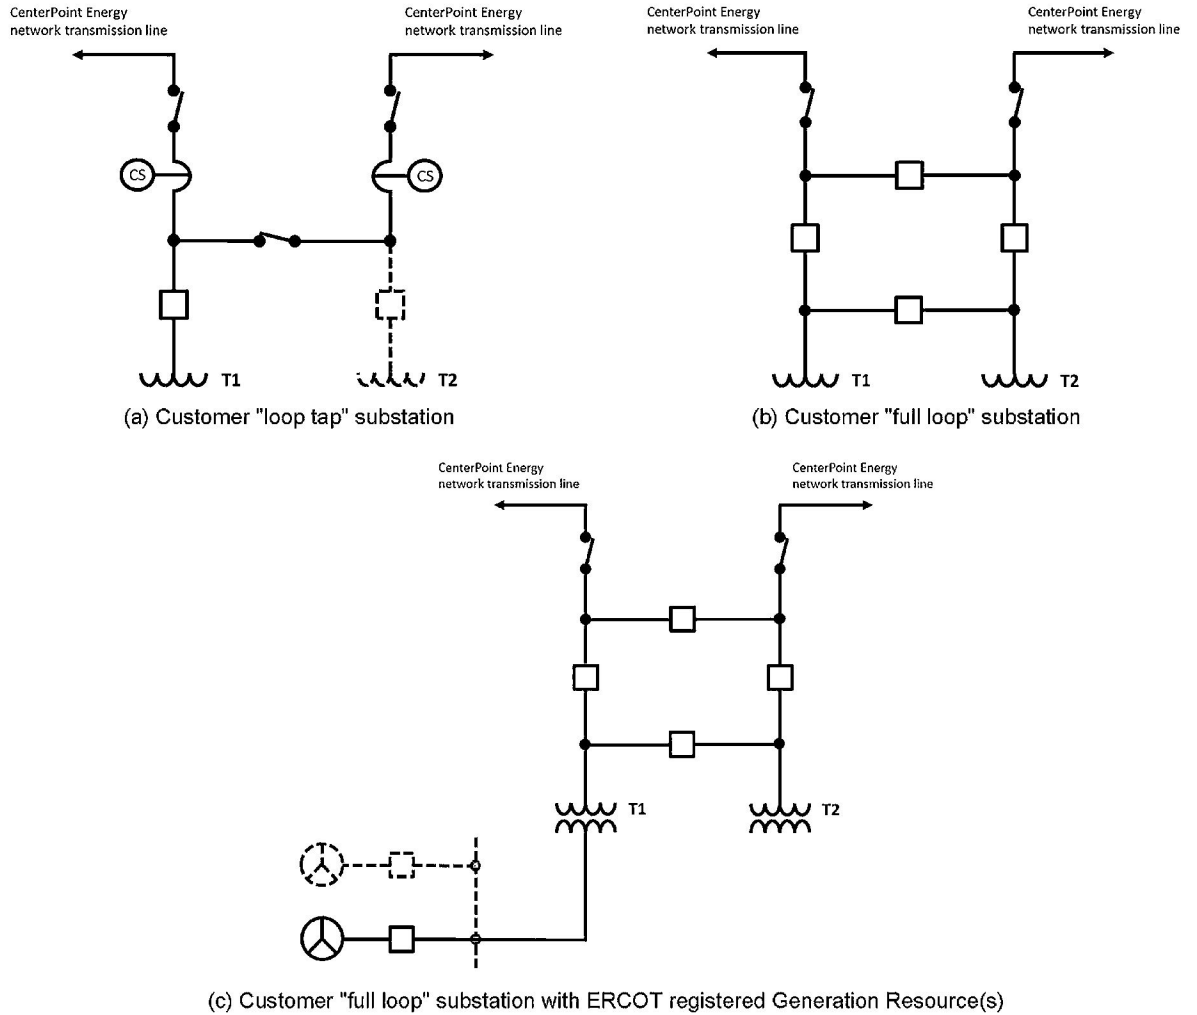 CenterPoint Energy
network transmission line
CenterPoint Energy
network transmission line
CS
CS
T1
T2
(a) Customer "loop tap" substation
CenterPoint Energy
network transmission line
CenterPoint Energy
network transmission line
T1
T2
(b) Customer "full loop" substation
CenterPoint Energy
network transmission line
CenterPoint Energy
network transmission line
T1
T2
(c) Customer "full loop" substation with ERCOT registered Generation Resource(s)